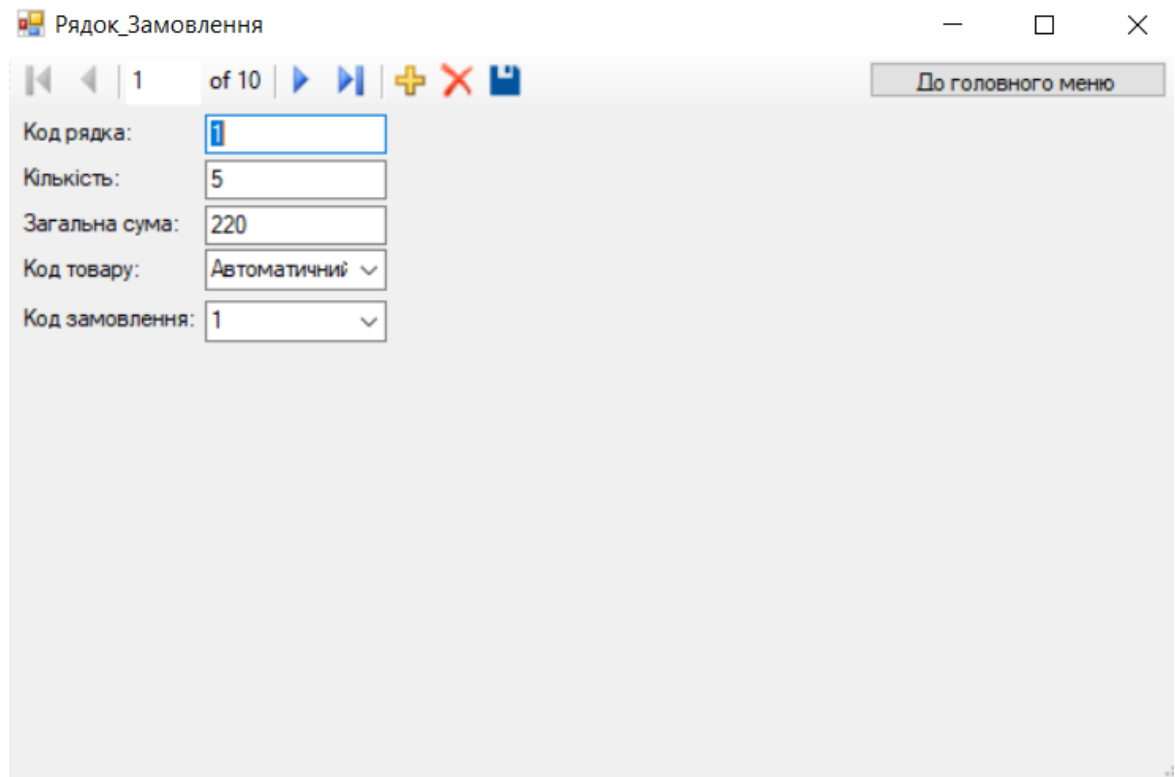 Рядок_Замовлення
1 of 10 До головного меню
Код рядка: 1
Кількість: 5
Загальна сума: 220
Код товару: Автоматичний
Код замовлення: 1